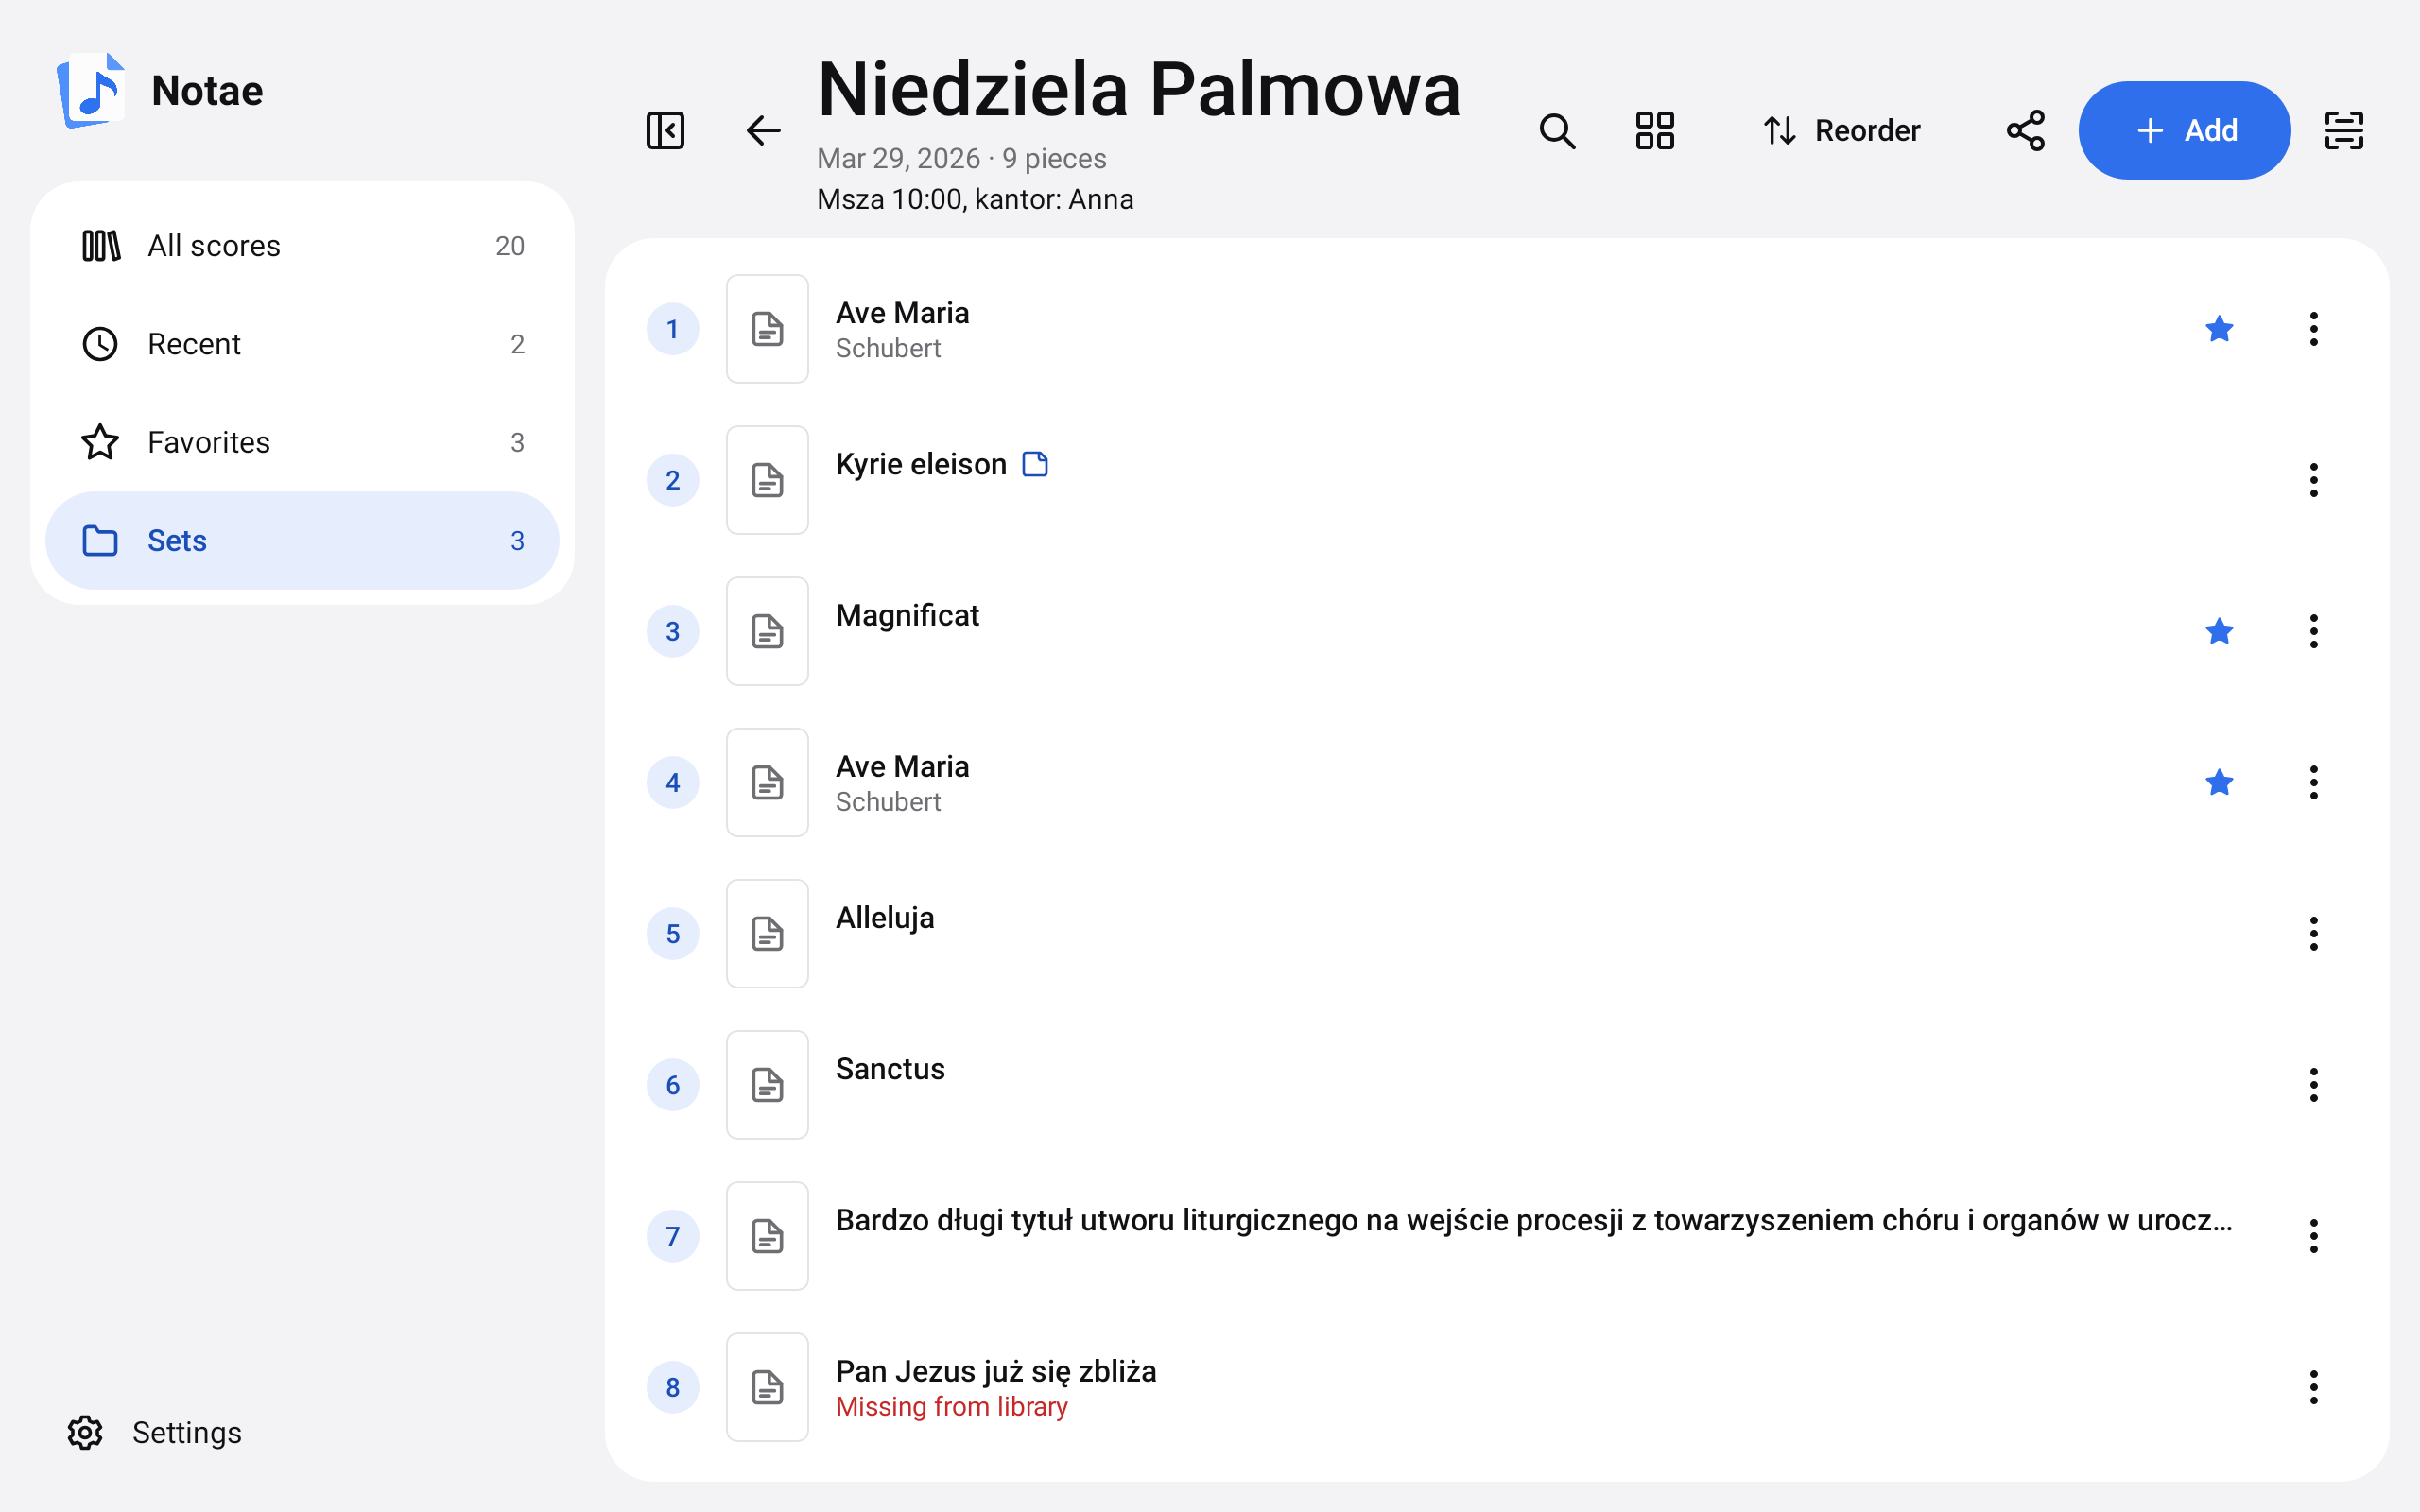 Notae
All scores 20
Recent 2
Favorites 3
Sets 3
Settings
Niedziela Palmowa
Mar 29, 2026 · 9 pieces
Msza 10:00, kantor: Anna
Reorder
Add
1 Ave Maria
Schubert
2 Kyrie eleison
3 Magnificat
4 Ave Maria
Schubert
5 Alleluja
6 Sanctus
7 Bardzo długi tytuł utworu liturgicznego na wejście procesji z towarzyszeniem chóru i organów w urocz...
8 Pan Jezus już się zbliża
Missing from library